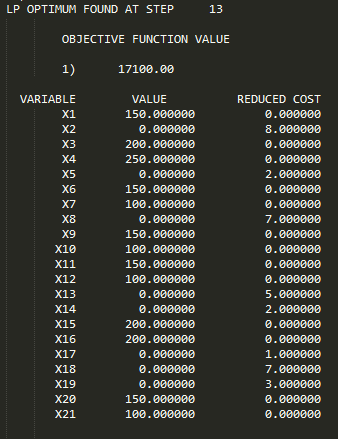 LP OPTIMUM FOUND AT STEP 13
OBJECTIVE FUNCTION VALUE
1) 17100.00
VARIABLE VALUE REDUCED COST
X1 150.000000 0.000000
X2 0.000000 8.000000
X3 200.000000 0.000000
X4 250.000000 0.000000
X5 0.000000 2.000000
X6 150.000000 0.000000
X7 100.000000 0.000000
X8 0.000000 7.000000
X9 150.000000 0.000000
X10 100.000000 0.000000
X11 150.000000 0.000000
X12 100.000000 0.000000
X13 0.000000 5.000000
X14 0.000000 2.000000
X15 200.000000 0.000000
X16 200.000000 0.000000
X17 0.000000 1.000000
X18 0.000000 7.000000
X19 0.000000 3.000000
X20 150.000000 0.000000
X21 100.000000 0.000000